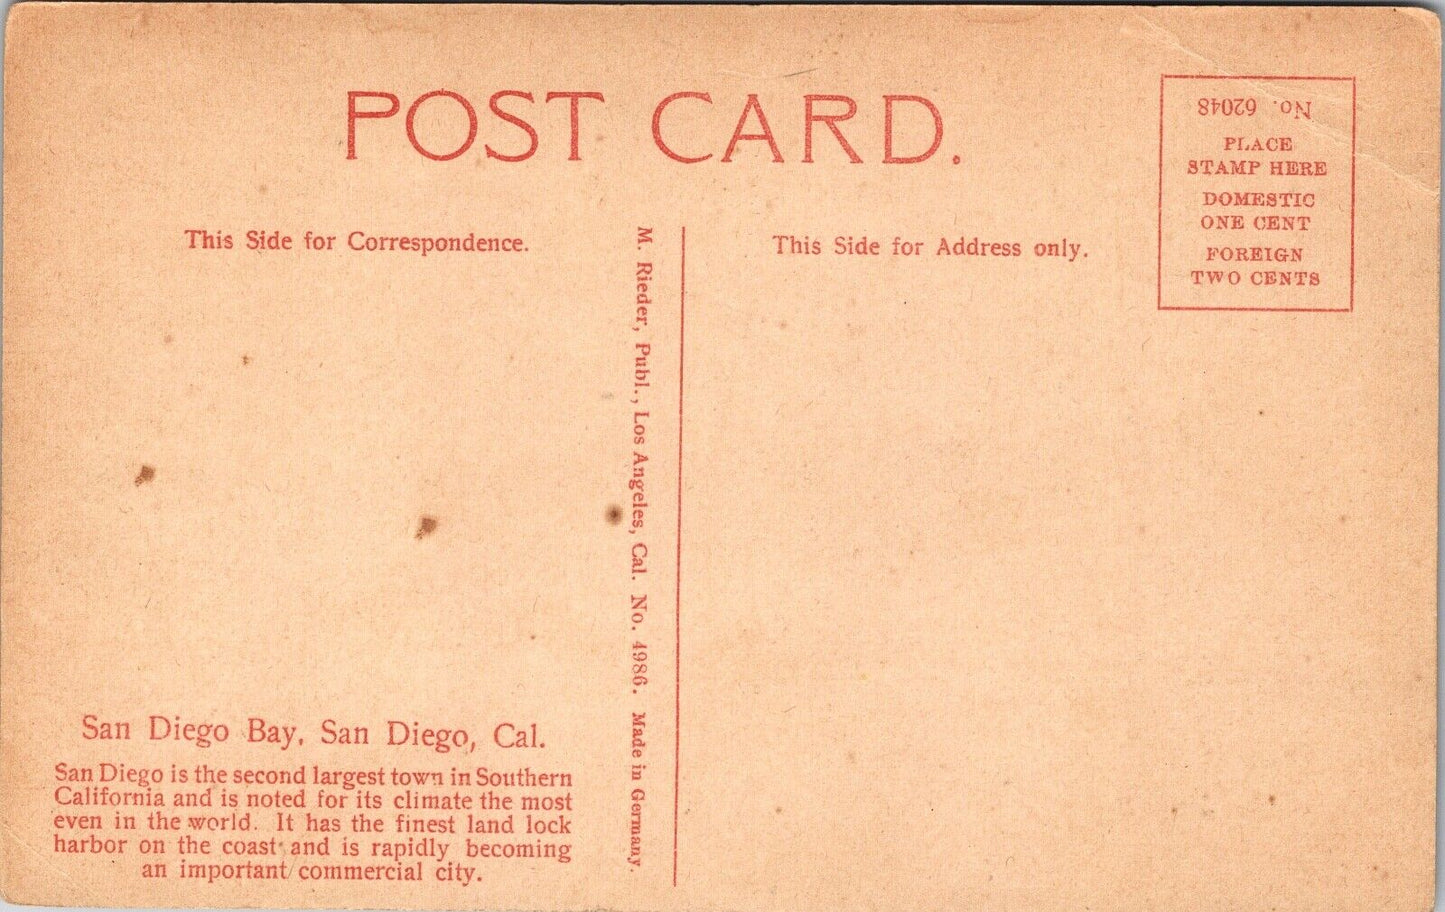 POST CARD.
No. 62048
PLACE
STAMP HERE
DOMESTIC
ONE CENT
FOREIGN
TWO CENTS
This Side for Correspondence.
This Side for Address only.
M. Rieder, Publ., Los Angeles, Cal. No. 4986. Made in Germany.
San Diego Bay, San Diego, Cal.
San Diego is the second largest town in Southern
California and is noted for its climate the most
even in the world. It has the finest land lock
harbor on the coast and is rapidly becoming
an important commercial city.